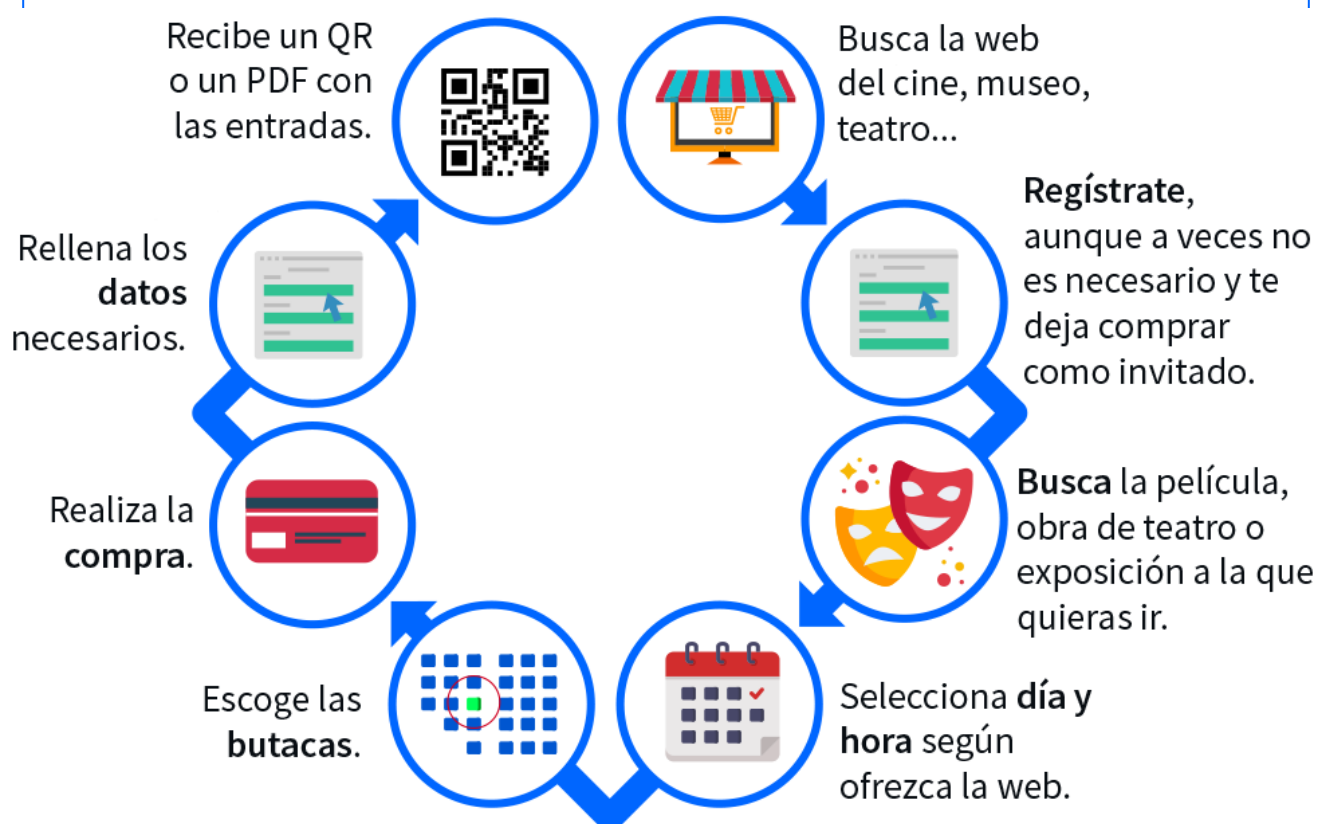 Busca la web
del cine, museo,
teatro...
Regístrate,
aunque a veces no
es necesario y te
deja comprar
como invitado.
Busca la película,
obra de teatro o
exposición a la que
quieras ir.
Selecciona día y
hora según
ofrezca la web.
Escoge las
butacas.
Realiza la
compra.
Rellena los
datos
necesarios.
Recibe un QR
o un PDF con
las entradas.